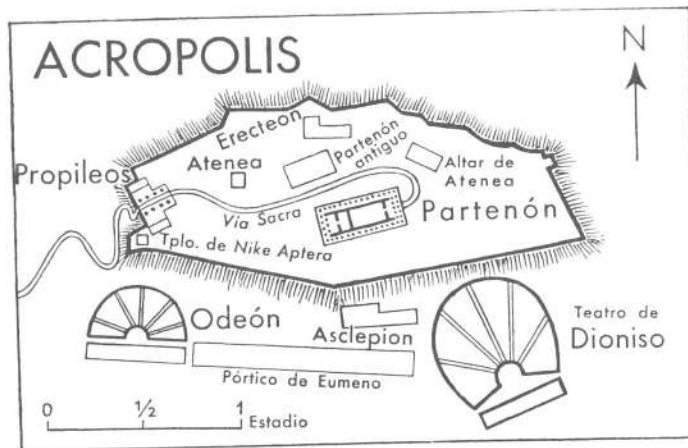 ACROPOLIS
N
Erecteon
Partenón
antiguo
Atenea
Altar de
Atenea
Propileos
Vía Sacra
Partenón
Tplo. de Nike Aptera
Odeón
Asclepion
Teatro de
Dioniso
Pórtico de Eumeno
0 ½ 1
Estadio